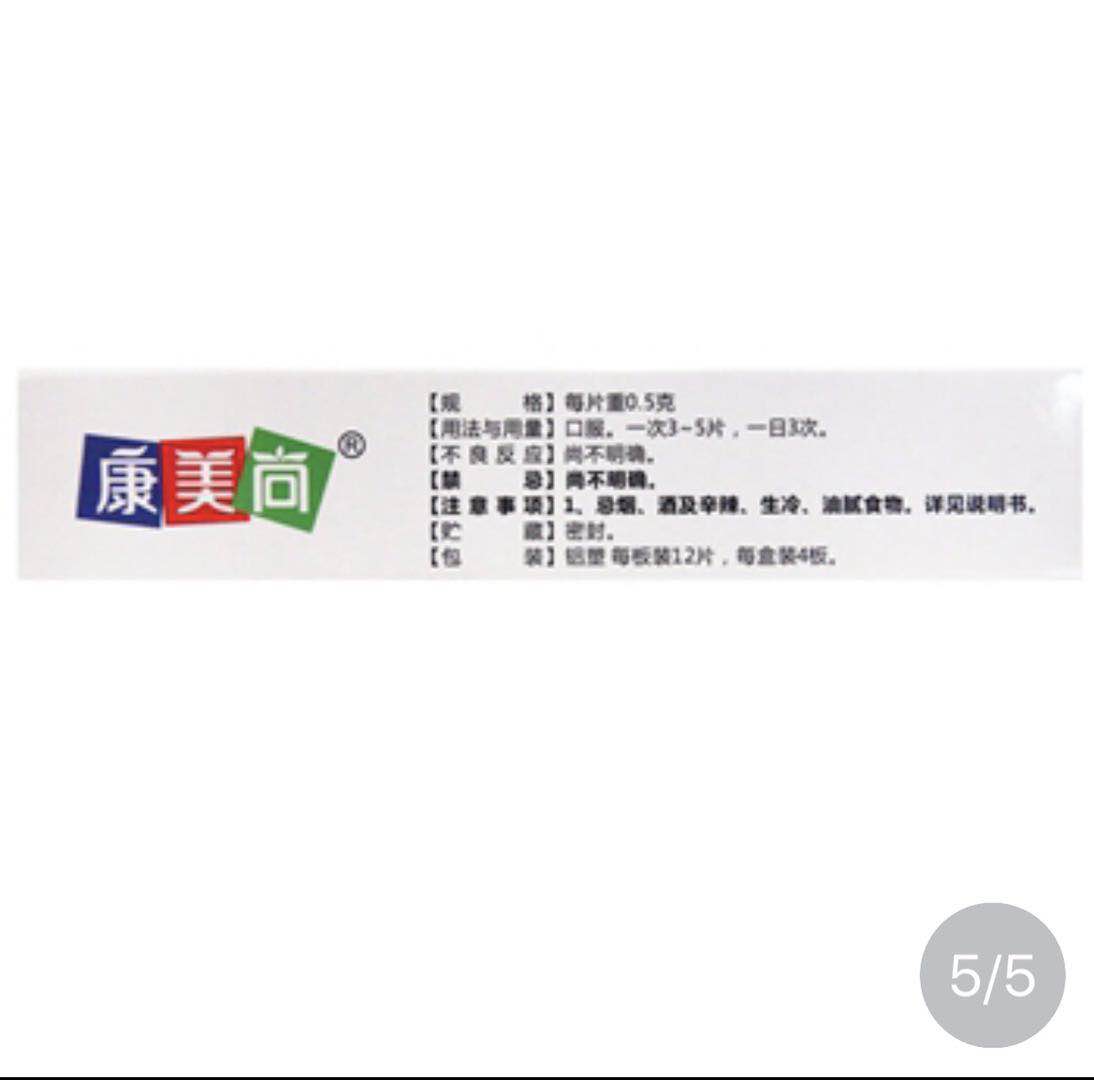 康美尚®
【规格】每片重0.5克
【用法与用量】口服。一次3~5片，一日3次。
【不良反应】尚不明确。
【禁忌】尚不明确。
【注意事项】1、忌烟、酒及辛辣、生冷、油腻食物。详见说明书。
【贮藏】密封。
【包装】铝塑 每板装12片，每盒装4板。
5/5